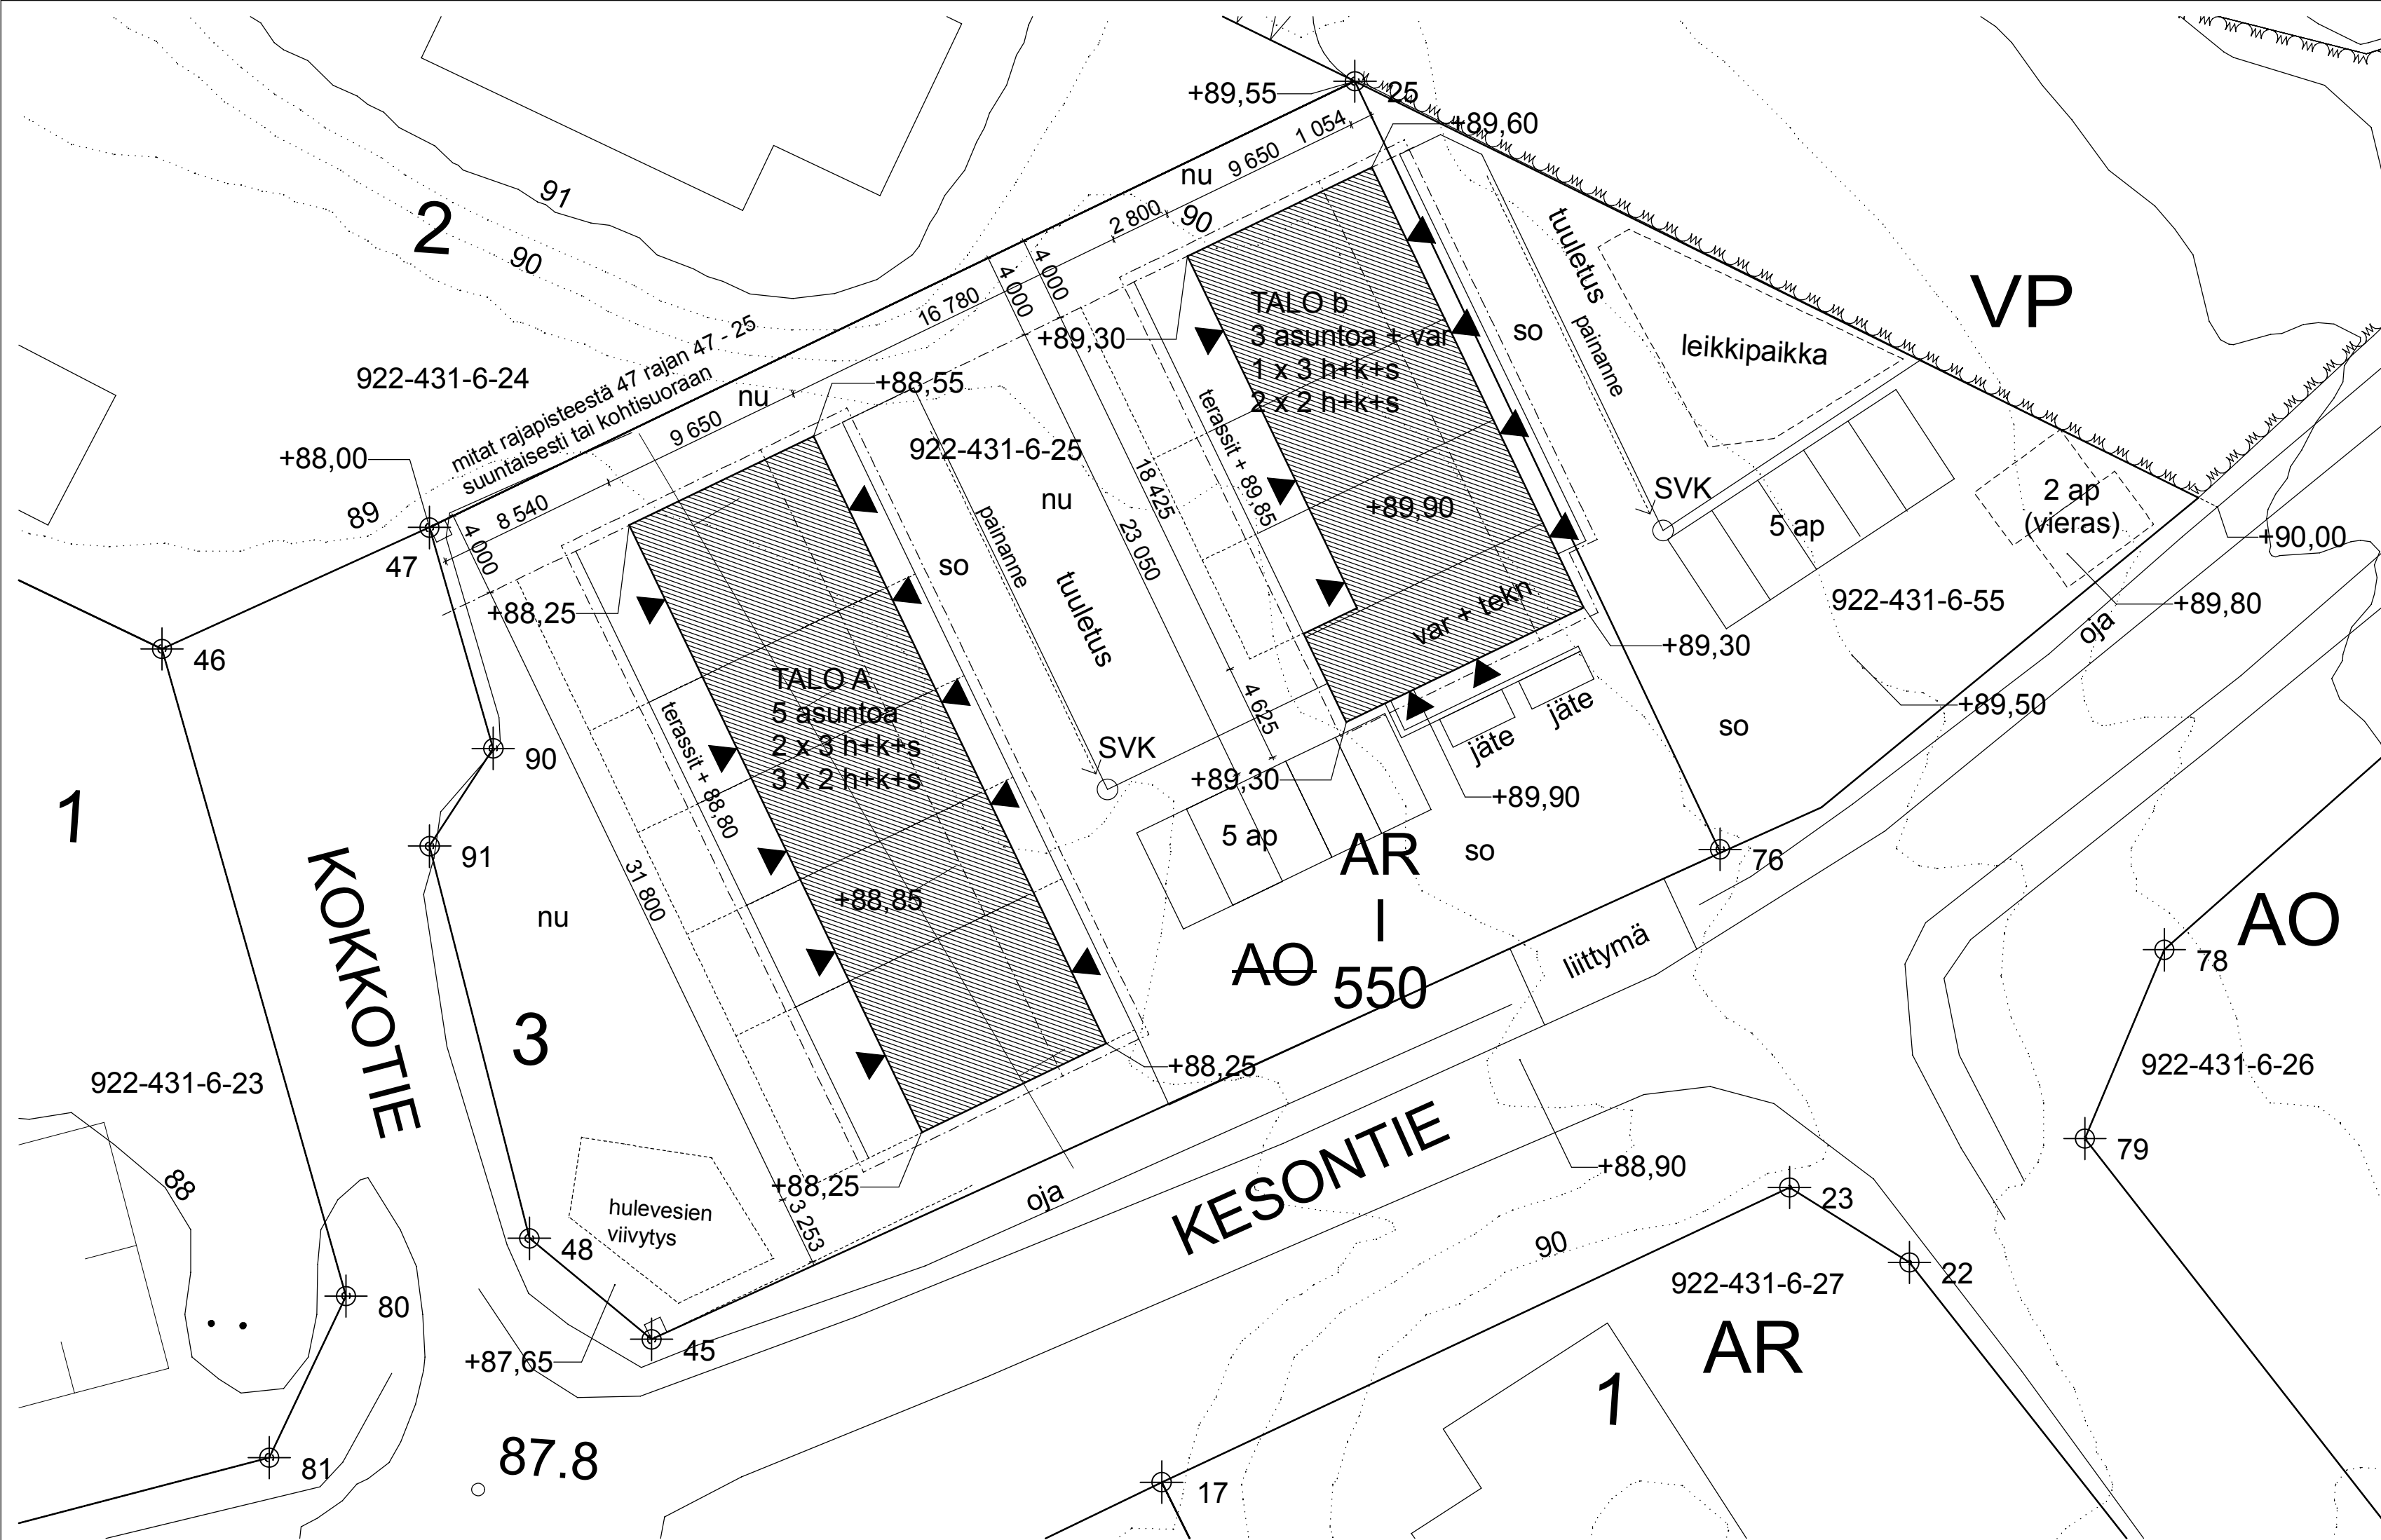 +89,55
25
+89,60
1 054
9 650
nu
2 800
90
91
2
90
tuuletus
painanne
so
VP
leikkipaikka
4 000
4 000
16 780
TALO b
3 asuntoa + var
1 x 3 h+k+s
2 x 2 h+k+s
+89,30
mitat rajapisteestä 47 rajan 47 - 25
suuntaisesti tai kohtisuoraan
922-431-6-24
+88,55
nu
9 650
terassit + 89,85
922-431-6-25
+88,00
89
8 540
4 000
47
nu
18 425
23 050
+89,90
SVK
5 ap
2 ap
(vieras)
+90,00
painanne
so
tuuletus
+88,25
var + tekn
922-431-6-55
+89,80
oja
+89,30
46
90
TALO A
5 asuntoa
2 x 3 h+k+s
3 x 2 h+k+s
terassit + 88,80
4 625
SVK
+89,30
jäte
jäte
+89,90
+89,50
so
1
91
5 ap
AR
I
550
AO
so
76
KOKKOTIE
nu
31 800
+88,85
liittymä
AO
78
3
922-431-6-23
+88,25
922-431-6-26
79
88
+88,25
hulevesien
viivytys
3 253
oja
KESONTIE
+88,90
23
90
922-431-6-27
22
48
80
45
+87,65
AR
1
81
87.8
17